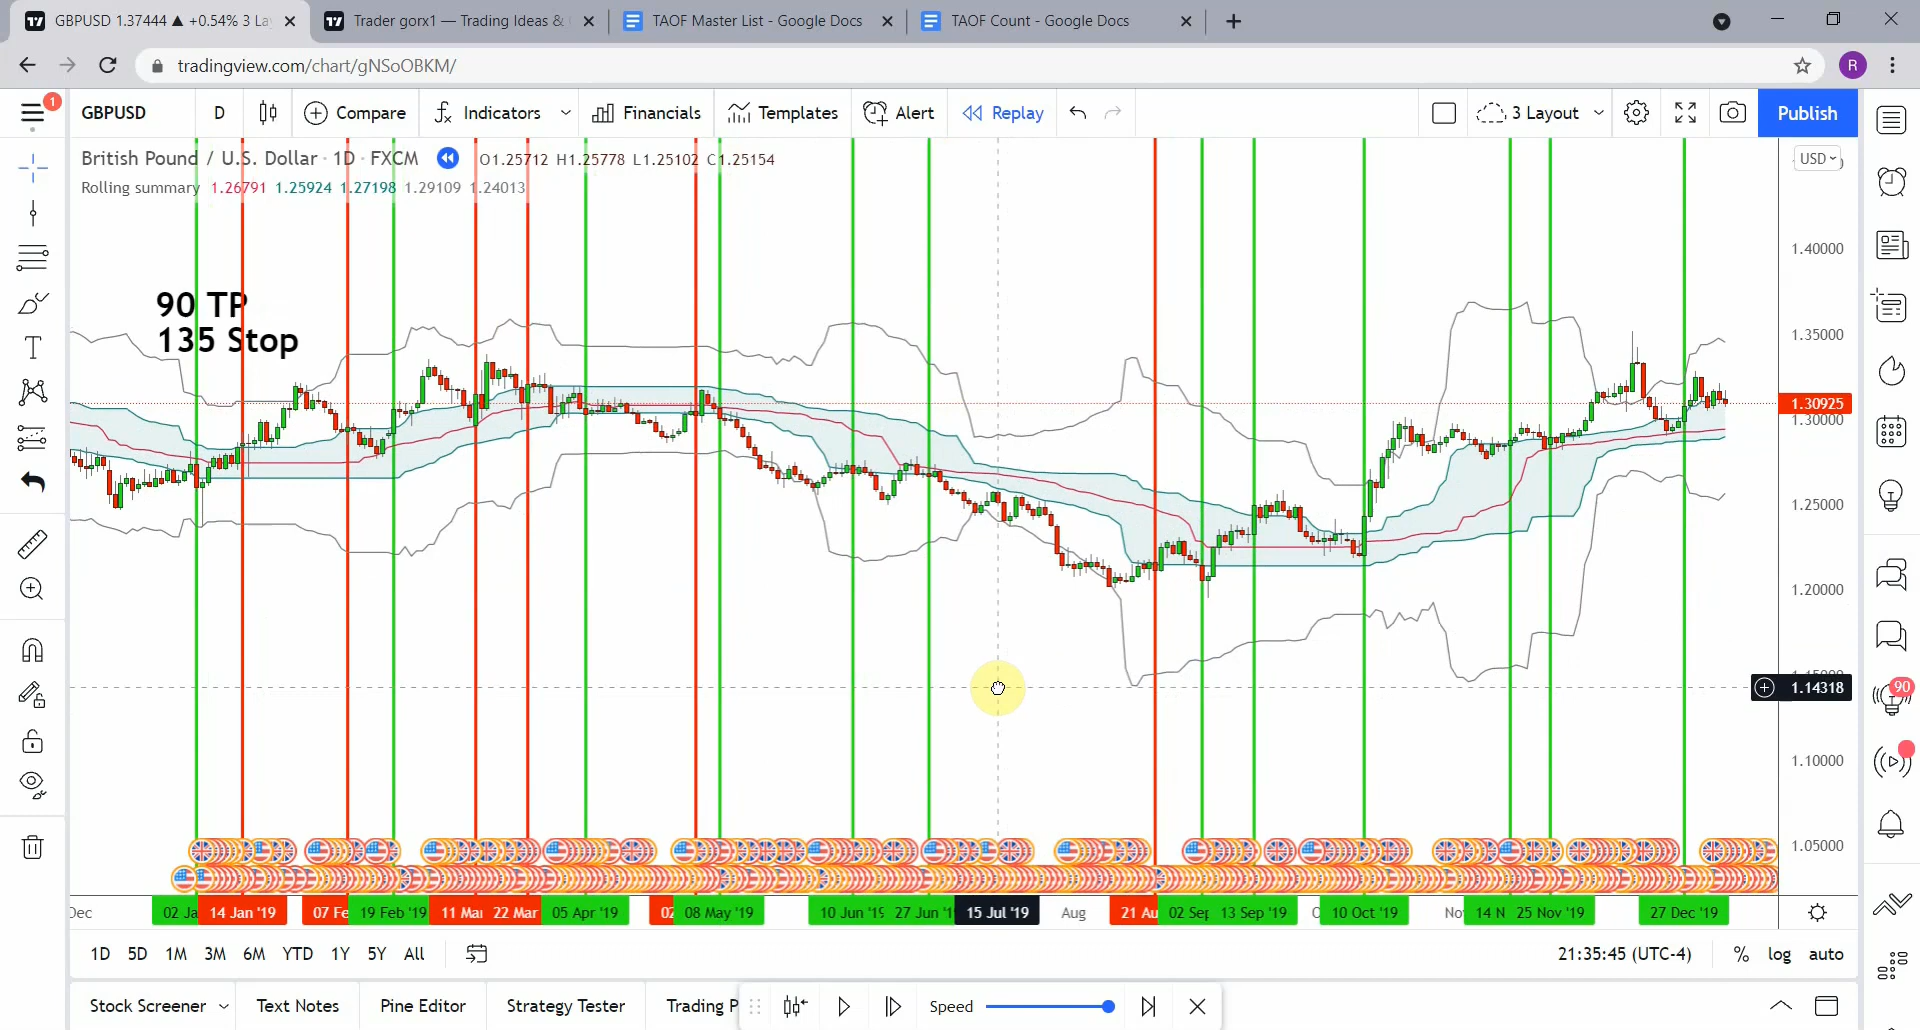 GBPUSD 1.37444 ▲ +0.54% 3 La
Trader gorx1 — Trading Ideas &
TAOF Master List - Google Docs
TAOF Count - Google Docs
tradingview.com/chart/gNSoOBKM/
R
1
GBPUSD
D
Compare
Indicators
Financials
Templates
Alert
Replay
3 Layout
Publish
British Pound / U.S. Dollar · 1D · FXCM
O1.25712 H1.25778 L1.25102 C1.25154
USD
Rolling summary 1.26791 1.25924 1.27198 1.29109 1.24013
90 TP
135 Stop
1.40000
1.35000
1.30925
1.30000
1.25000
1.20000
1.14318
1.10000
1.05000
90
Dec
02 Ja
14 Jan '19
07 Fe
19 Feb '19
11 Mar
22 Mar
05 Apr '19
02
08 May '19
10 Jun '19
27 Jun '1
15 Jul '19
Aug
21 Au
02 Sep
13 Sep '19
10 Oct '19
No
14 N
25 Nov '19
27 Dec '19
1D 5D 1M 3M 6M YTD 1Y 5Y All
21:35:45 (UTC-4)
% log auto
Stock Screener
Text Notes
Pine Editor
Strategy Tester
Trading P
Speed